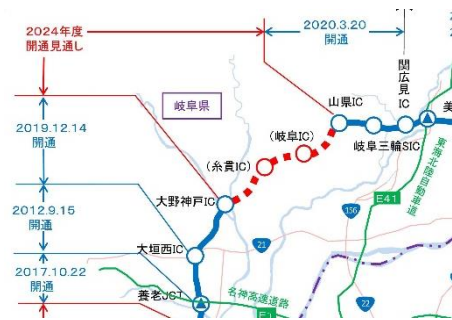 2024年度
開通見通し
2020.3.20
開通
関広見IC
山県IC
岐阜県
(岐阜IC)
岐阜三輪SIC
美
2019.12.14
開通
(糸貫IC)
東海北陸自動車道
大野神戸IC
E41
156
2012.9.15
開通
大垣西IC
21
2017.10.22
開通
養老JCT
名神高速道路
22
E1